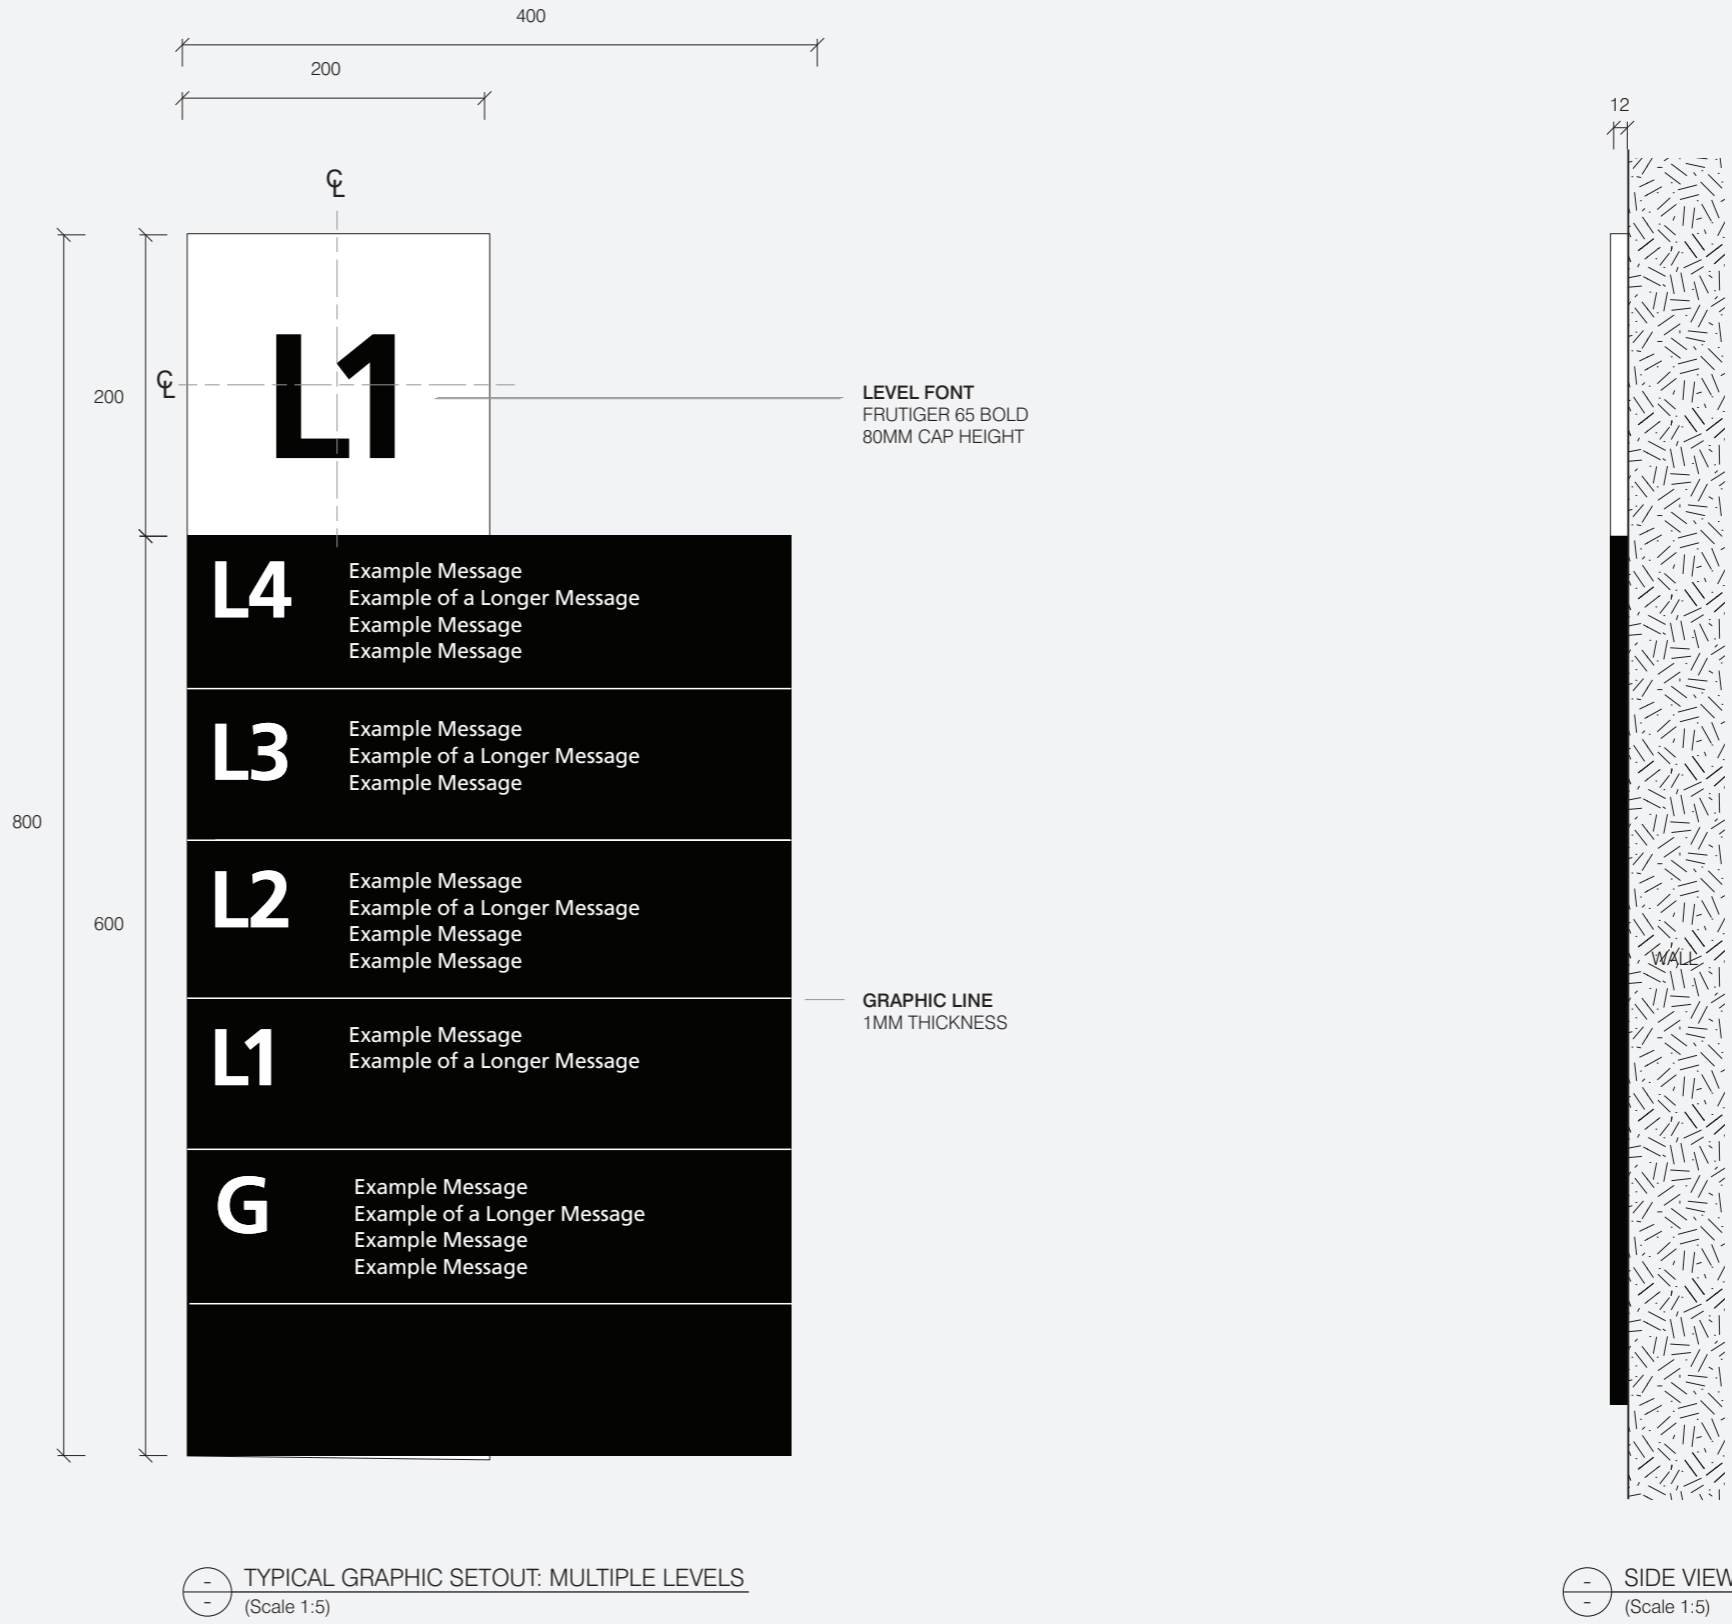 400
200
12
℄
L1
℄
200
LEVEL FONT
FRUTIGER 65 BOLD
80MM CAP HEIGHT
L4
Example Message
Example of a Longer Message
Example Message
Example Message
L3
Example Message
Example of a Longer Message
Example Message
800
L2
Example Message
Example of a Longer Message
Example Message
Example Message
600
WALL
GRAPHIC LINE
1MM THICKNESS
L1
Example Message
Example of a Longer Message
G
Example Message
Example of a Longer Message
Example Message
Example Message
-
-
TYPICAL GRAPHIC SETOUT: MULTIPLE LEVELS
(Scale 1:5)
-
-
SIDE VIEW
(Scale 1:5)